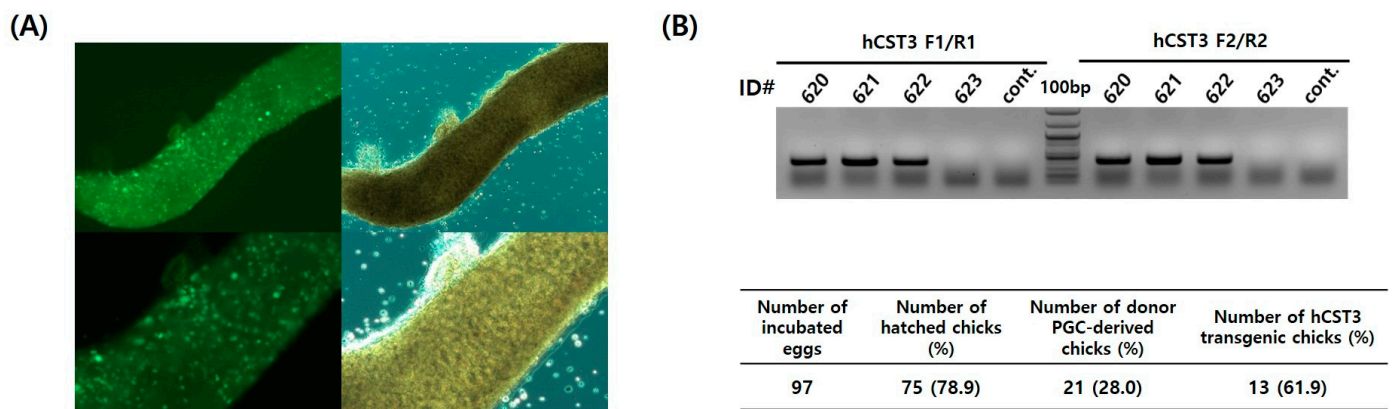 (A)
(B)
hCST3 F1/R1
hCST3 F2/R2
ID# 620 621 622 623 cont. 100bp 620 621 622 623 cont.
Number of incubated eggs
Number of hatched chicks (%)
Number of donor PGC-derived chicks (%)
Number of hCST3 transgenic chicks (%)
97 75 (78.9) 21 (28.0) 13 (61.9)